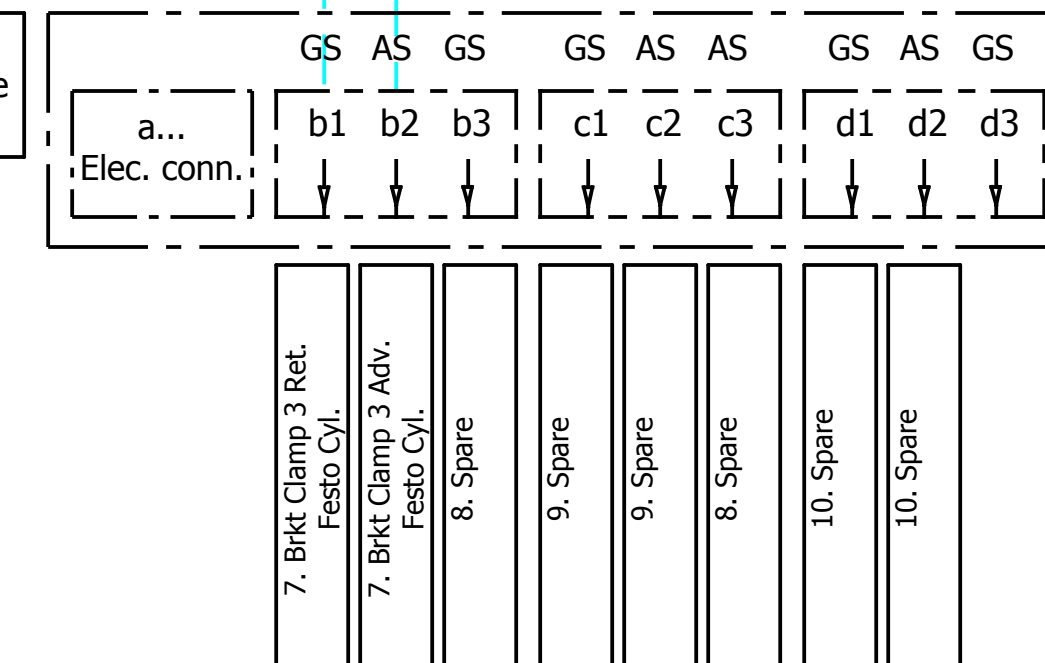 GS AS GS GS AS AS GS AS GS
e
a...
Elec. conn.
b1 b2 b3 c1 c2 c3 d1 d2 d3
7. Brkt Clamp 3 Ret.
Festo Cyl.
7. Brkt Clamp 3 Adv.
Festo Cyl.
8. Spare
9. Spare
9. Spare
8. Spare
10. Spare
10. Spare